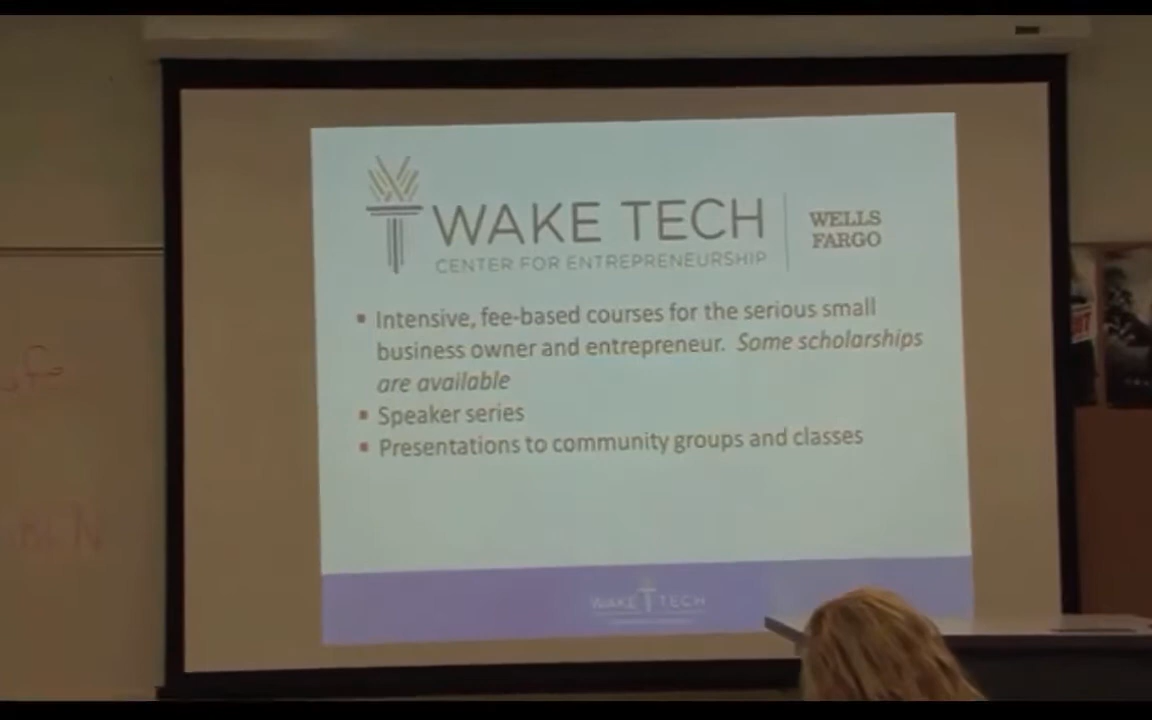 WAKE TECH
CENTER FOR ENTREPRENEURSHIP
WELLS
FARGO
▪ Intensive, fee-based courses for the serious small
business owner and entrepreneur. Some scholarships
are available
▪ Speaker series
▪ Presentations to community groups and classes
WAKE TECH